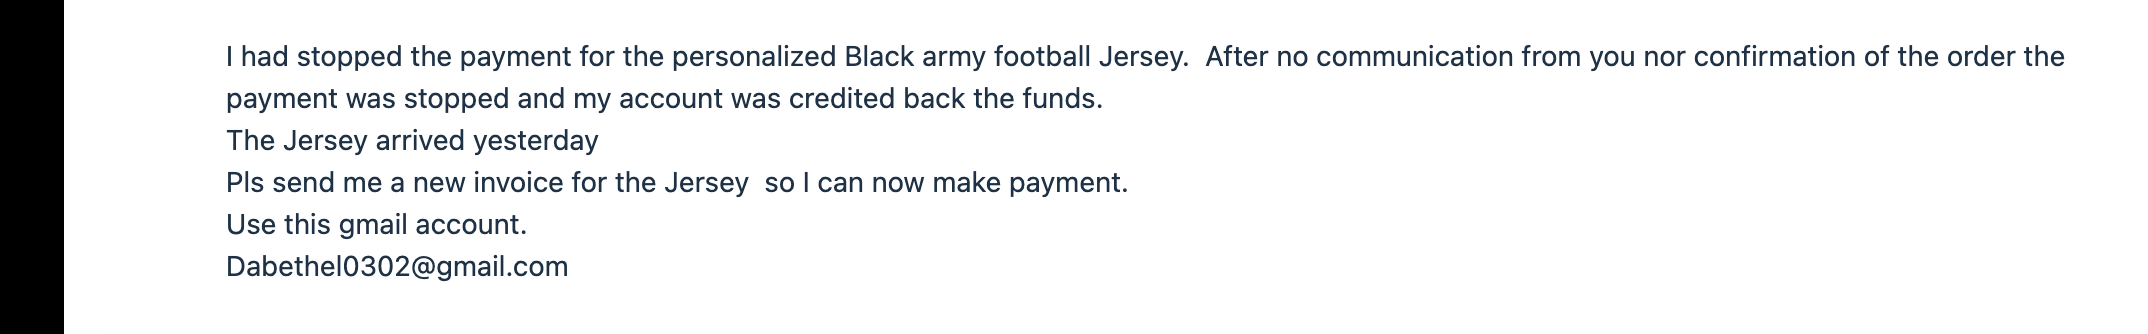 I had stopped the payment for the personalized Black army football Jersey.  After no communication from you nor confirmation of the order the
payment was stopped and my account was credited back the funds.
The Jersey arrived yesterday
Pls send me a new invoice for the Jersey  so I can now make payment.
Use this gmail account.
Dabethel0302@gmail.com